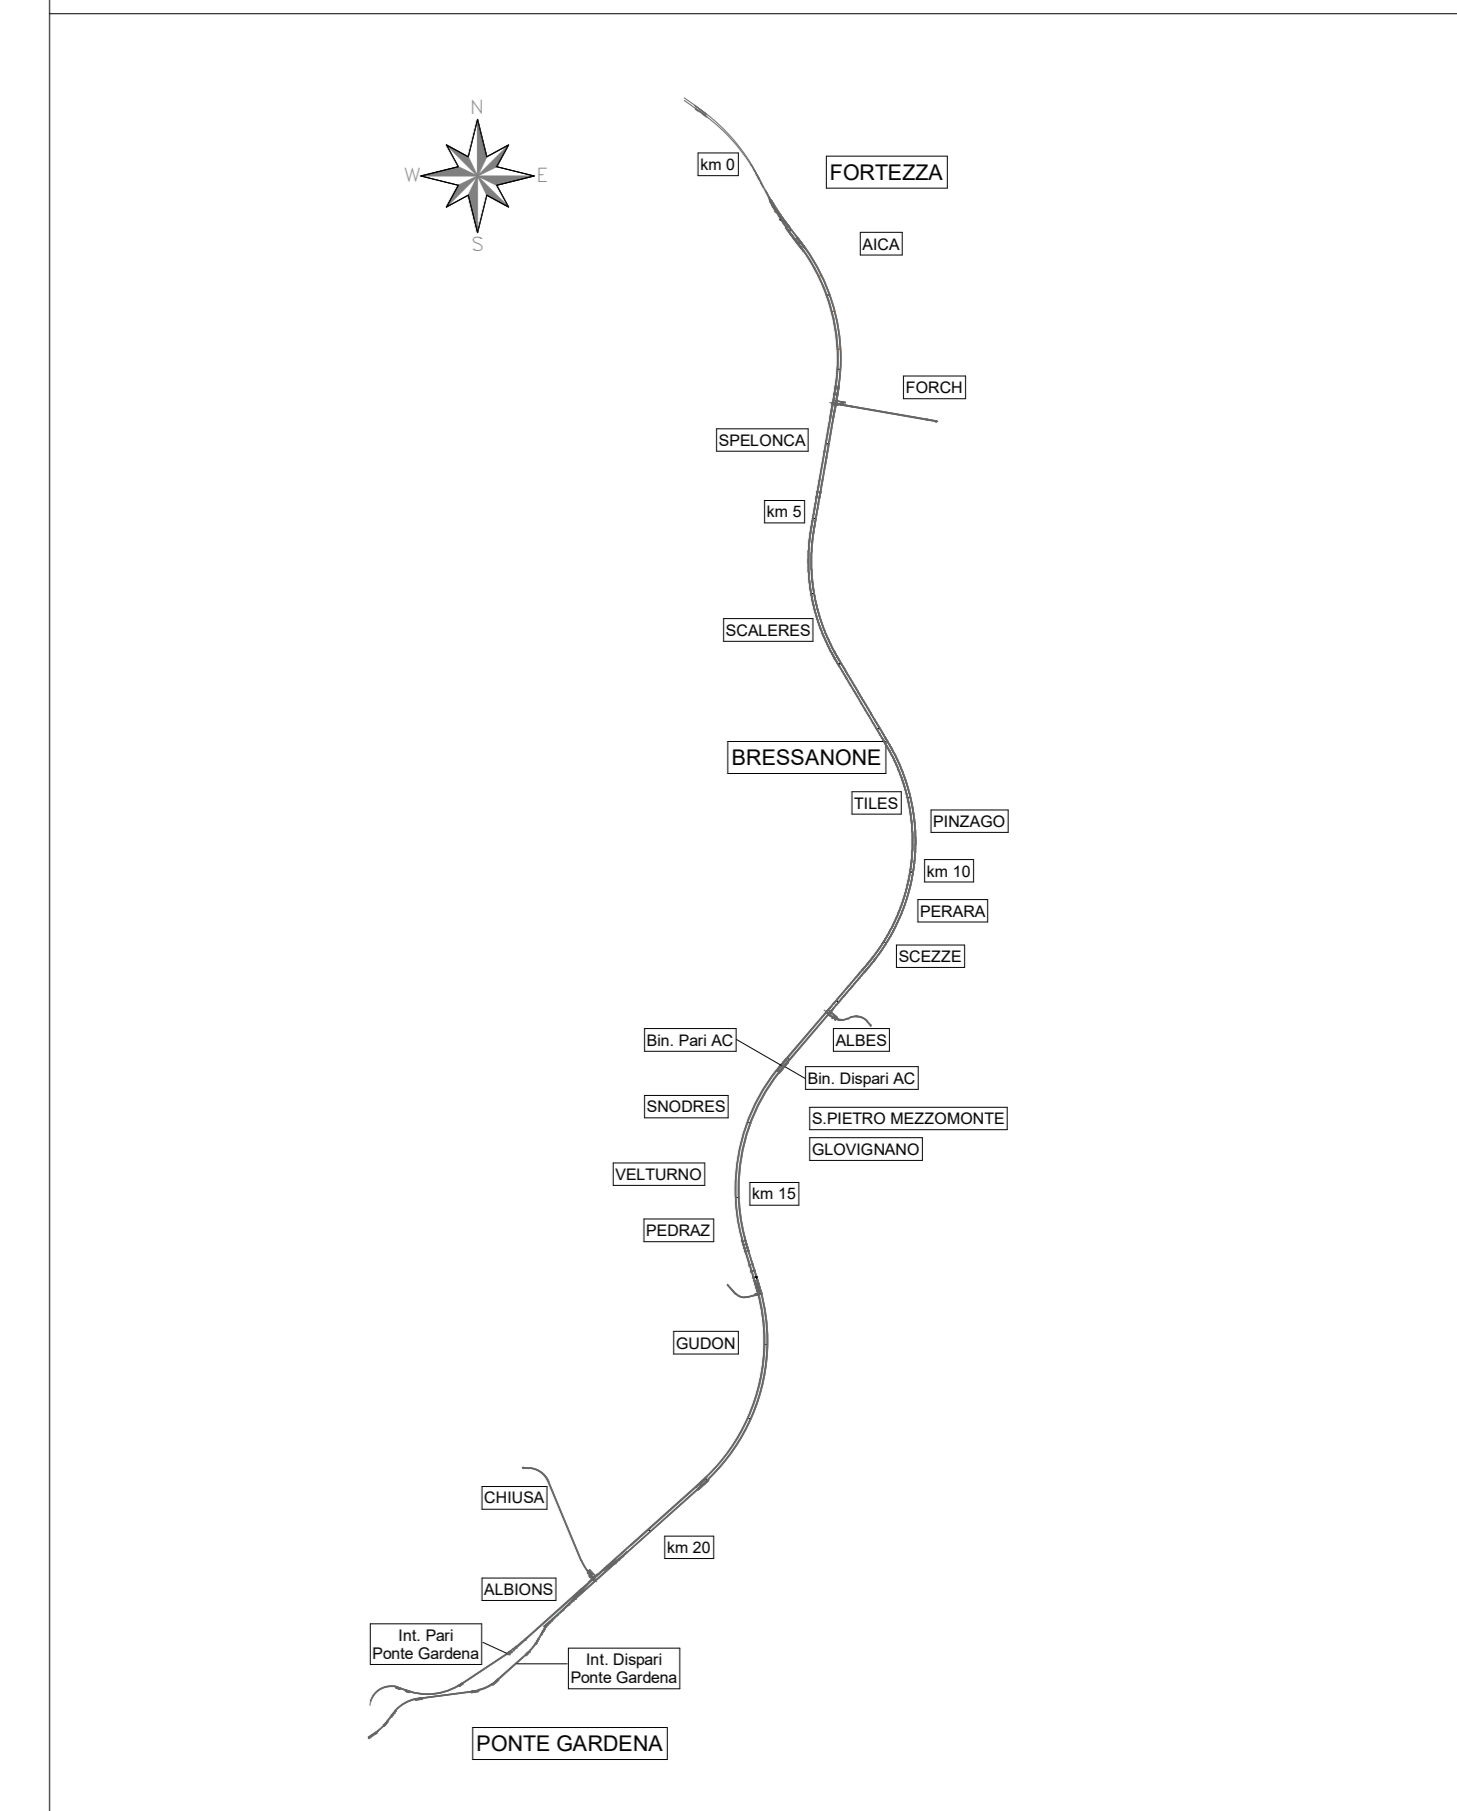 N
km 0
FORTEZZA
W
E
AICA
S
FORCH
SPELONCA
km 5
SCALERES
BRESSANONE
TILES
PINZAGO
km 10
PERARA
SCEZZE
Bin. Pari AC
ALBES
Bin. Dispari AC
SNODRES
S.PIETRO MEZZOMONTE
GLOVIGNANO
VELTURNO
km 15
PEDRAZ
GUDON
CHIUSA
km 20
ALBIONS
Int. Pari
Ponte Gardena
Int. Dispari
Ponte Gardena
PONTE GARDENA